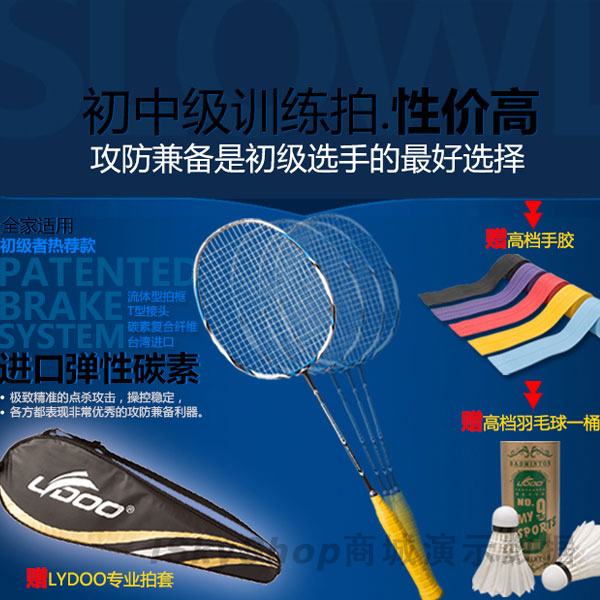 SLOWL
初中级训练拍.性价高
攻防兼备是初级选手的最好选择
全家适用
初级者热荐款
PATENTED
BRAKE
SYSTEM
流体型拍框
T型接头
碳素复合纤维
台湾进口
进口弹性碳素
• 极致精准的点杀攻击，操控稳定，
• 各方都表现非常优秀的攻防兼备利器。
赠高档手胶
赠高档羽毛球一桶
LYDOO
BADMINTON
NO.
9
MY
SPORTS
LYDOO®
商城演示
赠LYDOO专业拍套